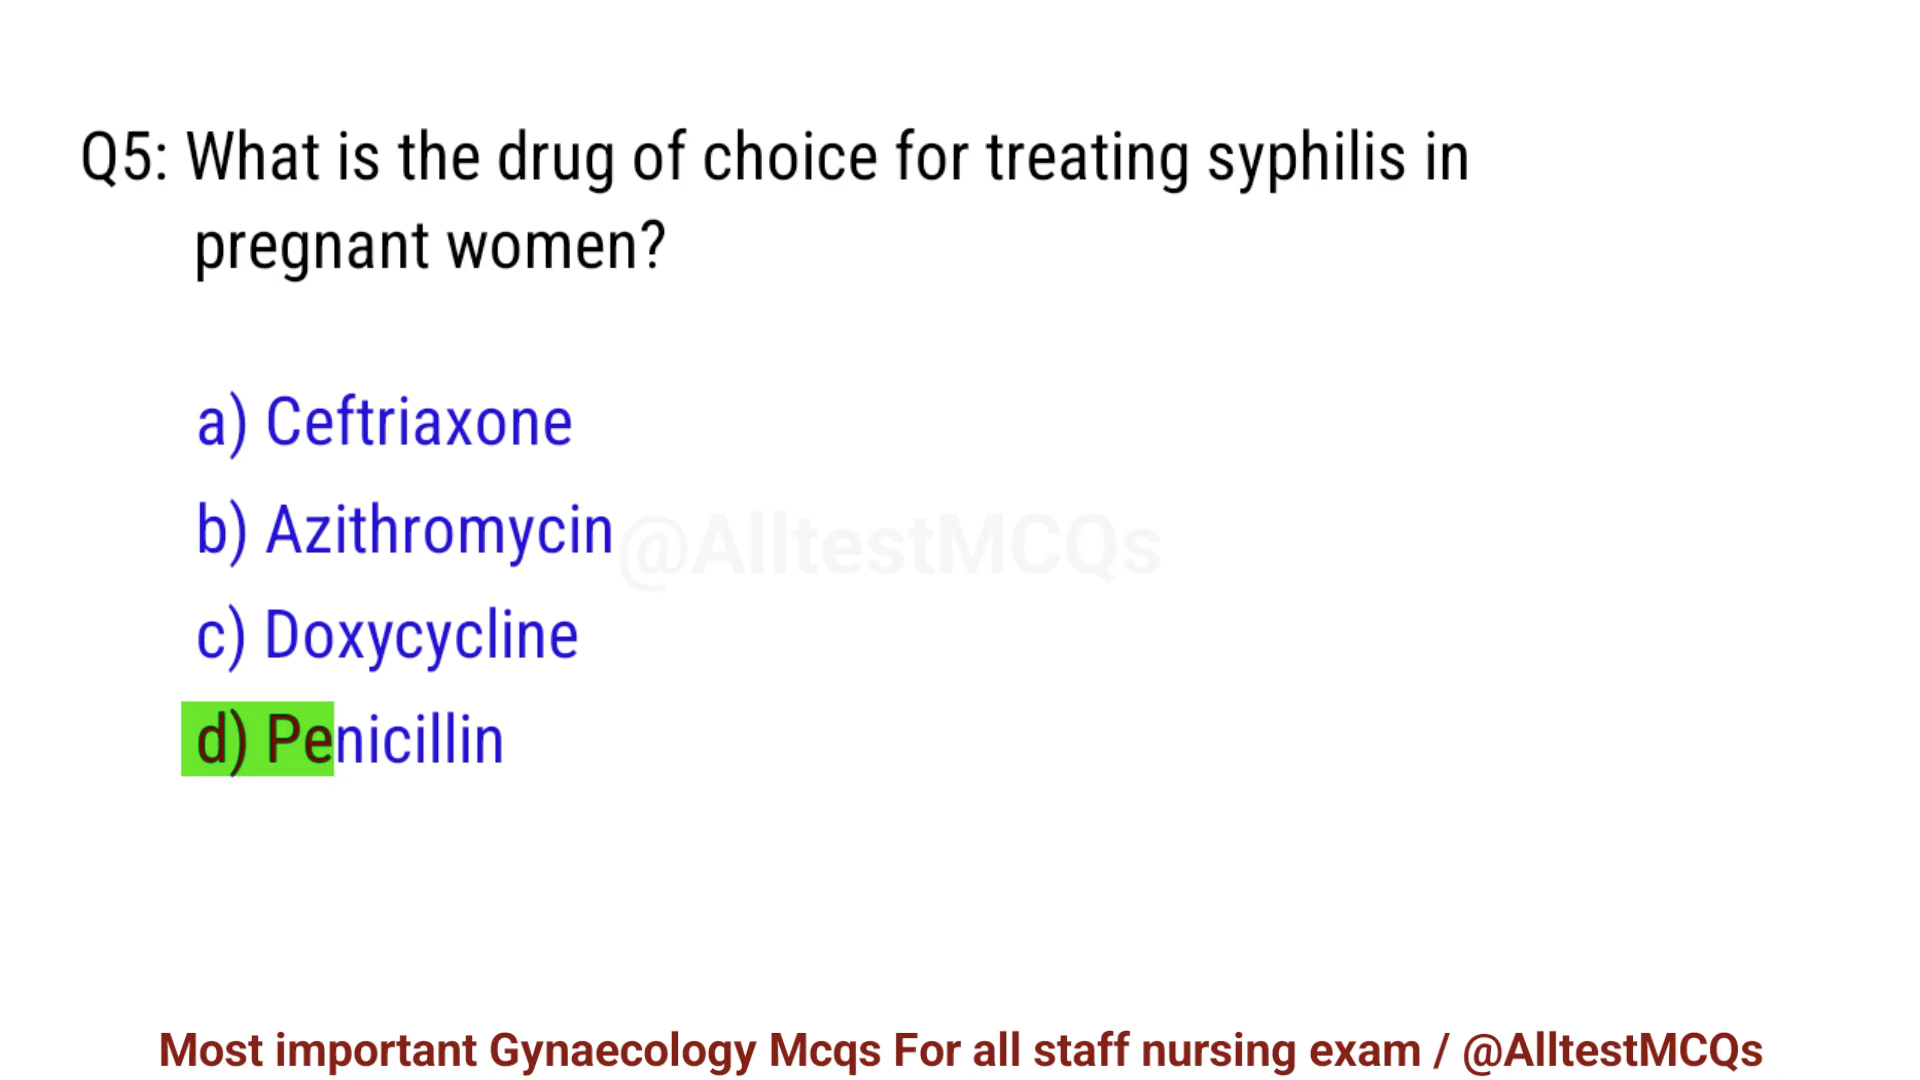 Q5: What is the drug of choice for treating syphilis in
pregnant women?
a) Ceftriaxone
b) Azithromycin
@AlltestMCQs
c) Doxycycline
d) Penicillin
Most important Gynaecology Mcqs For all staff nursing exam / @AlltestMCQs